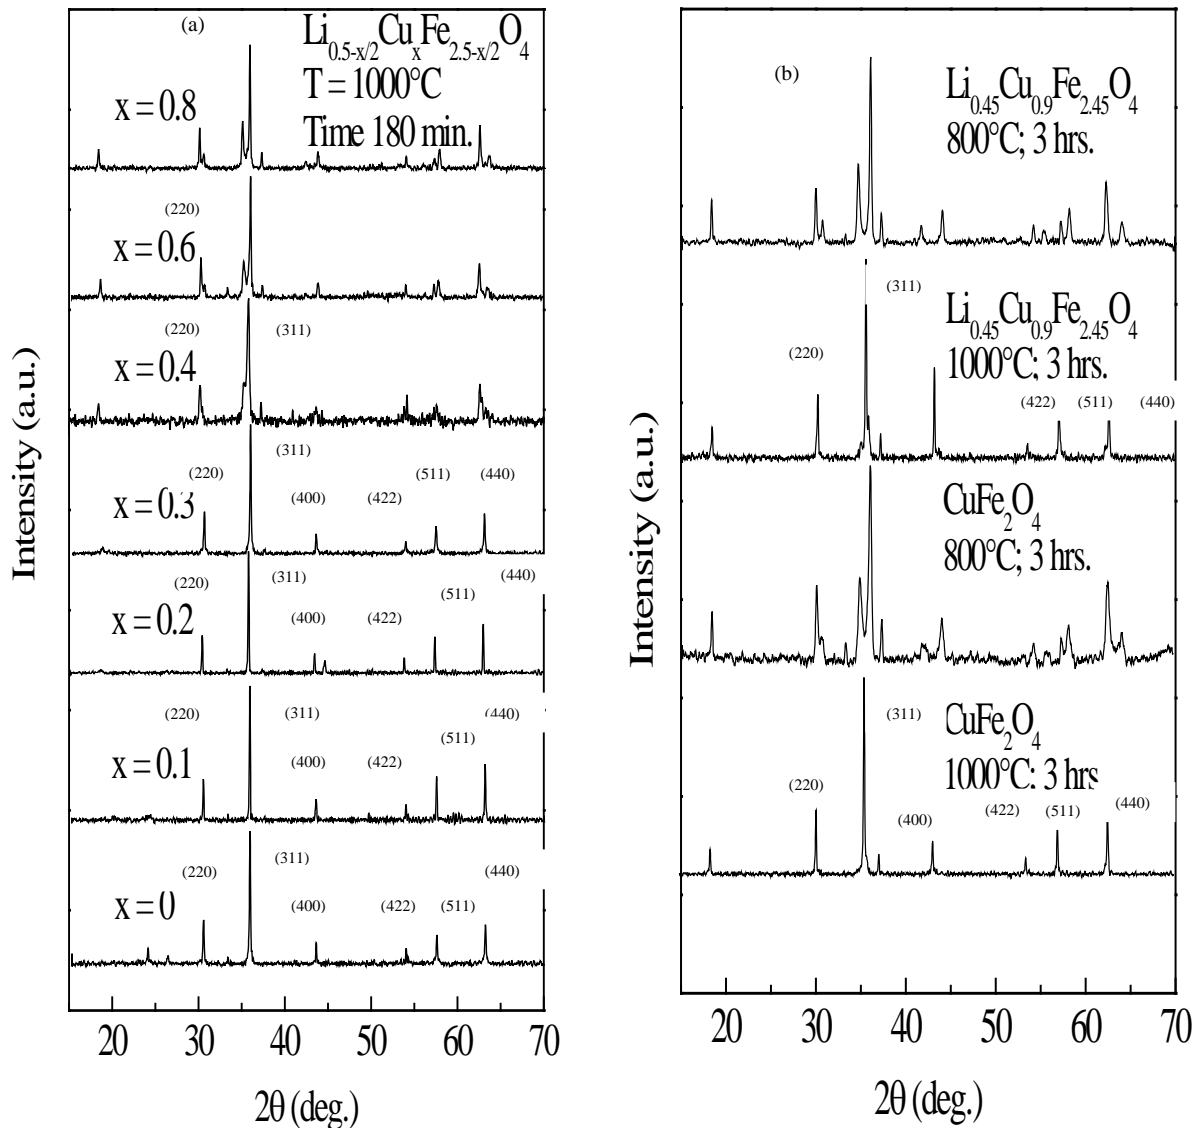 (a)
Li0.5-x/2CuxFe2.5-x/2O4
T = 1000°C
Time 180 min.
x = 0.8
(220)
x = 0.6
(220) (311)
x = 0.4
(311)
(220) (511) (440)
x = 0.3
(400) (422)
(440)
(220) (311)
(511)
x = 0.2
(400) (422)
(220) (311) (440)
(511)
x = 0.1
(400) (422)
(311)
(220) (440)
x = 0
(400) (422) (511)
20 30 40 50 60 70
2θ (deg.)
Intensity (a.u.)
(b)
Li0.45Cu0.9Fe2.45O4
800°C; 3 hrs.
(311)
Li0.45Cu0.9Fe2.45O4
(220)
1000°C; 3 hrs.
(422) (511) (440)
CuFe2O4
800°C; 3 hrs.
(311)
CuFe2O4
1000°C; 3 hrs
(220)
(400) (422) (511) (440)
20 30 40 50 60 70
2θ (deg.)
Intensity (a.u.)